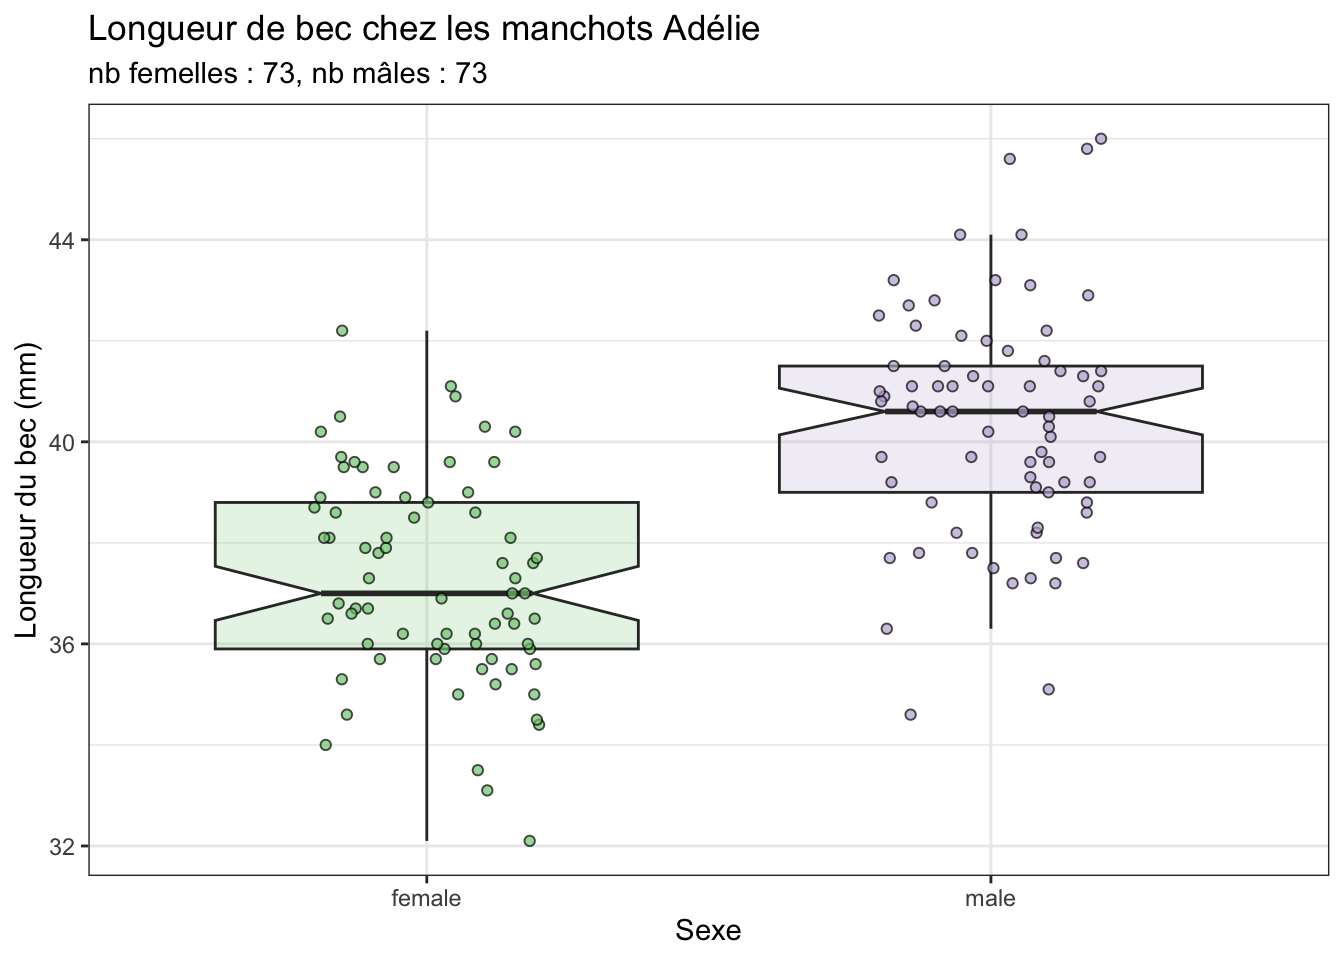 Longueur de bec chez les manchots Adélie
nb femelles : 73, nb mâles : 73
Longueur du bec (mm)
44
40
36
32
female
male
Sexe